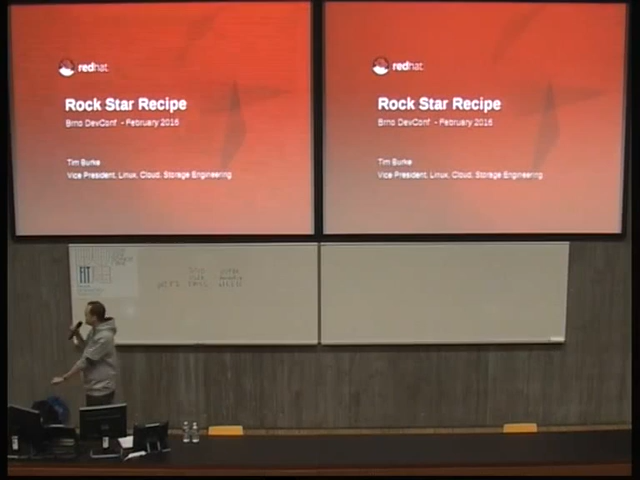 redhat
Rock Star Recipe
Brno DevConf - February 2016
Tim Burke
Vice President, Linux, Cloud, Storage Engineering
redhat
Rock Star Recipe
Brno DevConf - February 2016
Tim Burke
Vice President, Linux, Cloud, Storage Engineering
FIT